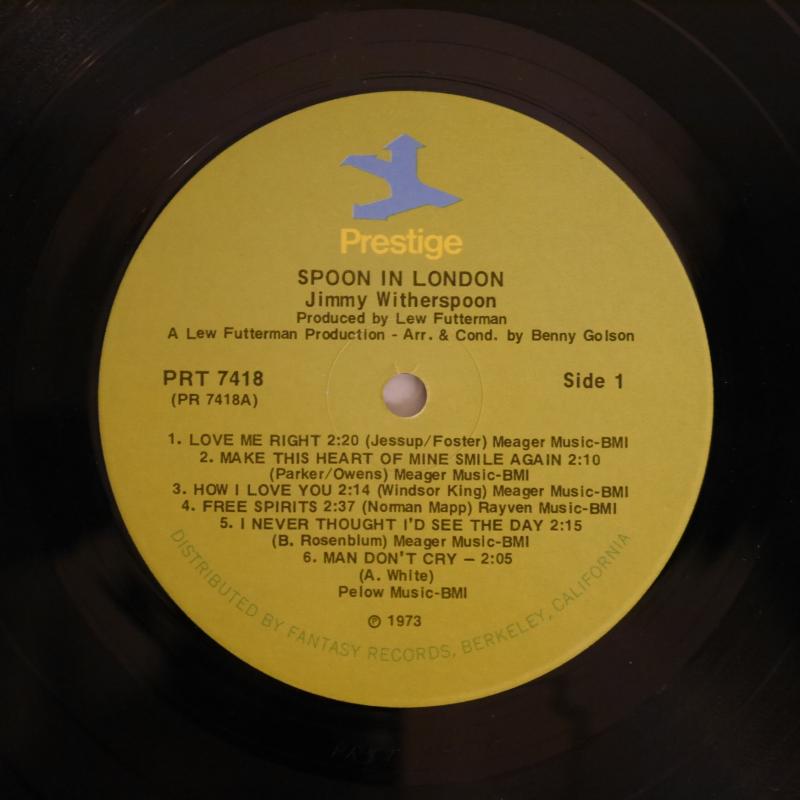 Prestige
SPOON IN LONDON
Jimmy Witherspoon
Produced by Lew Futterman
A Lew Futterman Production - Arr. & Cond. by Benny Golson
PRT 7418
(PR 7418A)
Side 1
1. LOVE ME RIGHT 2:20 (Jessup/Foster) Meager Music-BMI
2. MAKE THIS HEART OF MINE SMILE AGAIN 2:10
(Parker/Owens) Meager Music-BMI
3. HOW I LOVE YOU 2:14 (Windsor King) Meager Music-BMI
4. FREE SPIRITS 2:37 (Norman Mapp) Rayven Music-BMI
5. I NEVER THOUGHT I'D SEE THE DAY 2:15
(B. Rosenblum) Meager Music-BMI
6. MAN DON'T CRY — 2:05
(A. White)
Pelow Music-BMI
℗ 1973
DISTRIBUTED BY FANTASY RECORDS, BERKELEY, CALIFORNIA